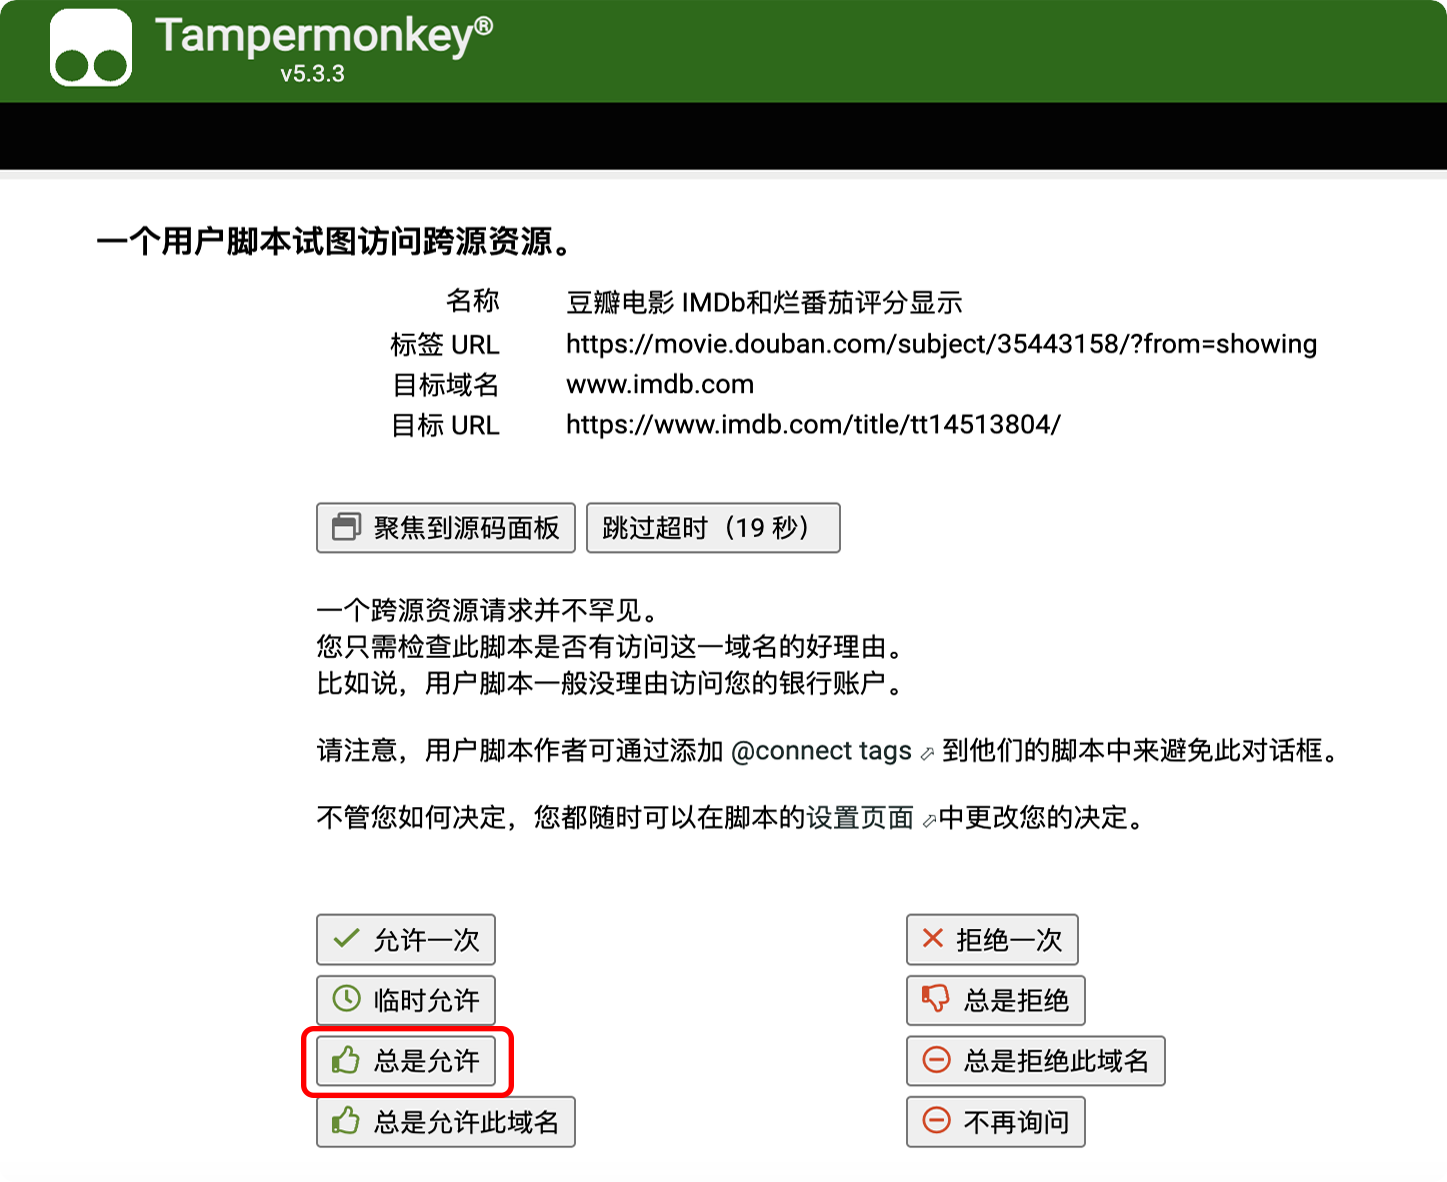 Tampermonkey®
v5.3.3
一个用户脚本试图访问跨源资源。
名称 豆瓣电影 IMDb和烂番茄评分显示
标签 URL https://movie.douban.com/subject/35443158/?from=showing
目标域名 www.imdb.com
目标 URL https://www.imdb.com/title/tt14513804/
聚焦到源码面板 跳过超时（19 秒）
一个跨源资源请求并不罕见。
您只需检查此脚本是否有访问这一域名的好理由。
比如说，用户脚本一般没理由访问您的银行账户。
请注意，用户脚本作者可通过添加 @connect tags 到他们的脚本中来避免此对话框。
不管您如何决定，您都随时可以在脚本的设置页面 中更改您的决定。
允许一次 拒绝一次
临时允许 总是拒绝
总是允许 总是拒绝此域名
总是允许此域名 不再询问